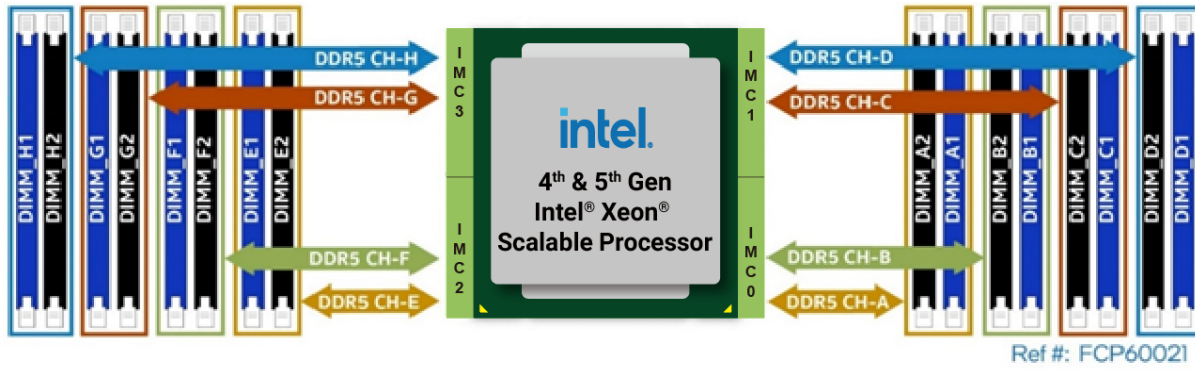 DIMM_H1
DIMM_H2
DIMM_G1
DIMM_G2
DIMM_F1
DIMM_F2
DIMM_E1
DIMM_E2
DDR5 CH-H
DDR5 CH-G
DDR5 CH-F
DDR5 CH-E
IMC3
IMC2
intel.
4th & 5th Gen
Intel® Xeon®
Scalable Processor
IMC1
IMC0
DDR5 CH-D
DDR5 CH-C
DDR5 CH-B
DDR5 CH-A
DIMM_A2
DIMM_A1
DIMM_B2
DIMM_B1
DIMM_C2
DIMM_C1
DIMM_D2
DIMM_D1
Ref #: FCP60021